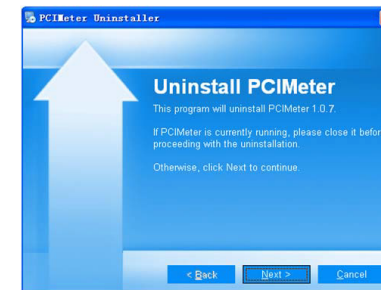 PCIMeter Uninstaller
Uninstall PCIMeter
This program will uninstall PCIMeter 1.0.7.
If PCIMeter is currently running, please close it befor
proceeding with the uninstallation.
Otherwise, click Next to continue.
< Back
Next >
Cancel